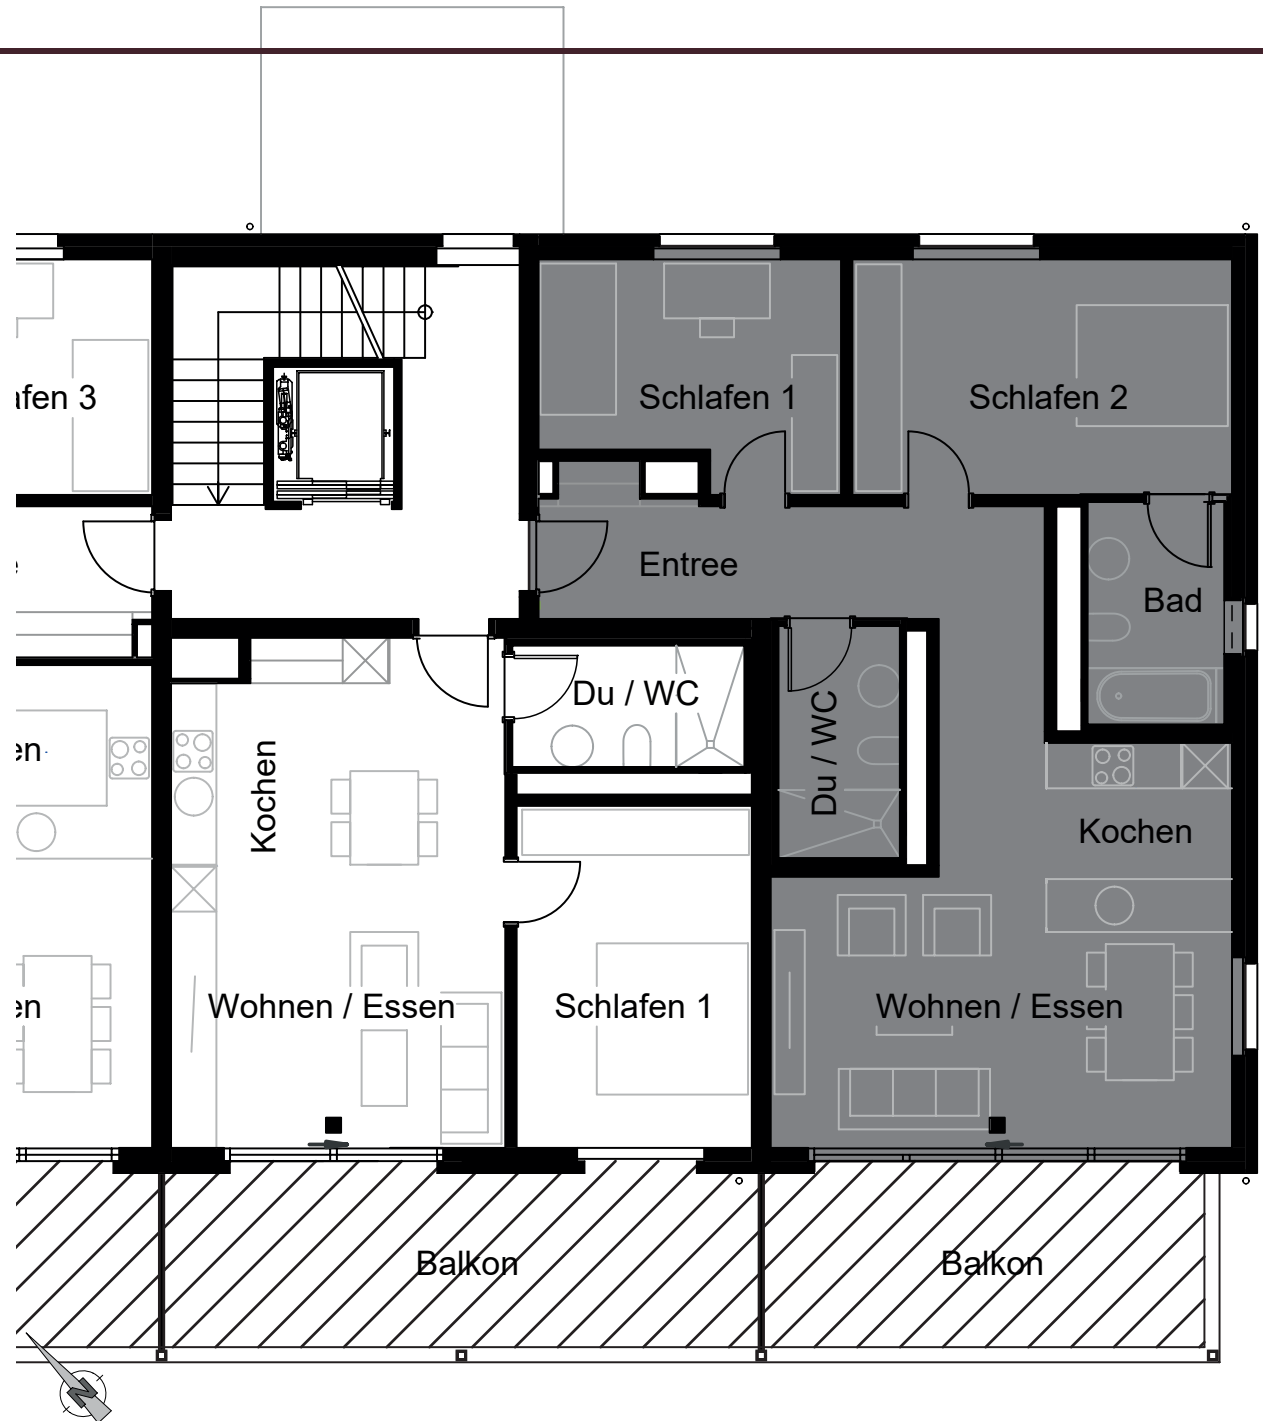 afen 3
Schlafen 1
Schlafen 2
Entree
Bad
Du / WC
Du / WC
en
Kochen
Kochen
en
Wohnen / Essen
Schlafen 1
Wohnen / Essen
Balkon
Balkon
N